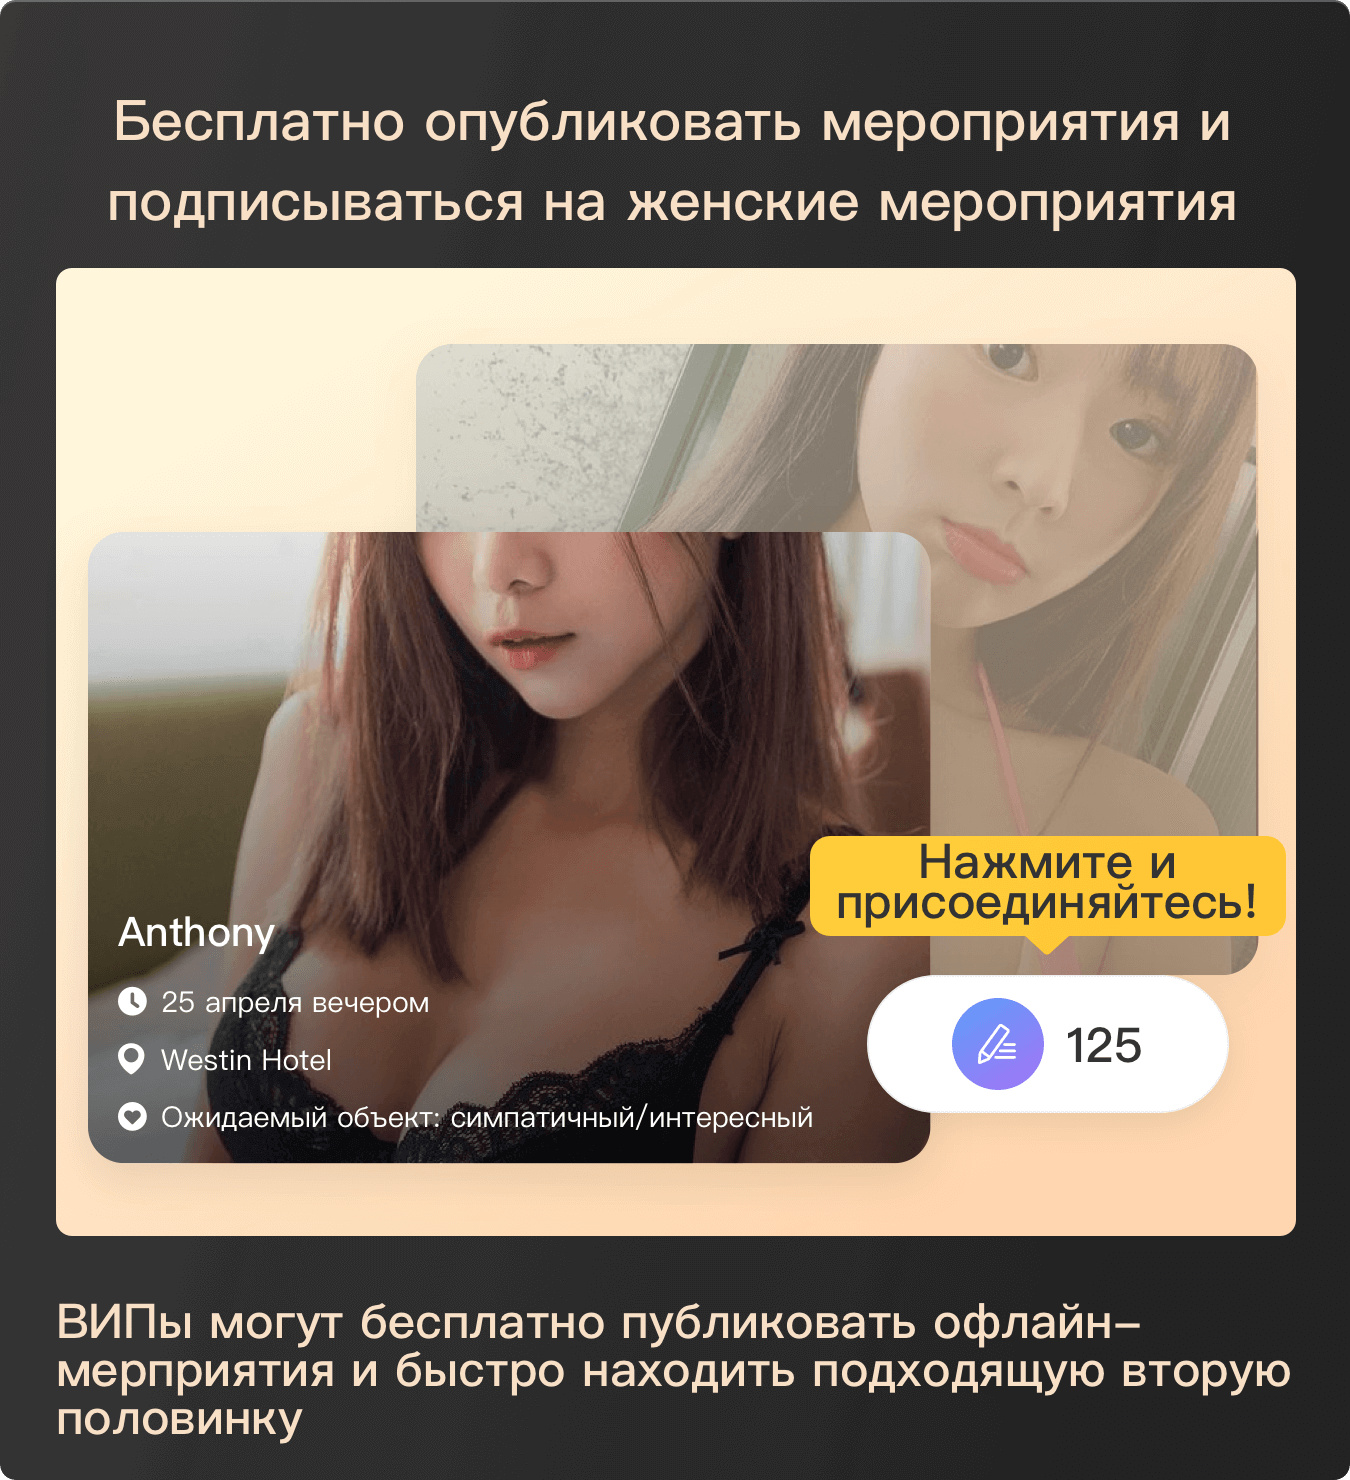 Бесплатно опубликовать мероприятия и
подписываться на женские мероприятия
Anthony
25 апреля вечером
Westin Hotel
Ожидаемый объект: симпатичный/интересный
Нажмите и
присоединяйтесь!
125
ВИПы могут бесплатно публиковать офлайн–
мерприятия и быстро находить подходящую вторую
половинку